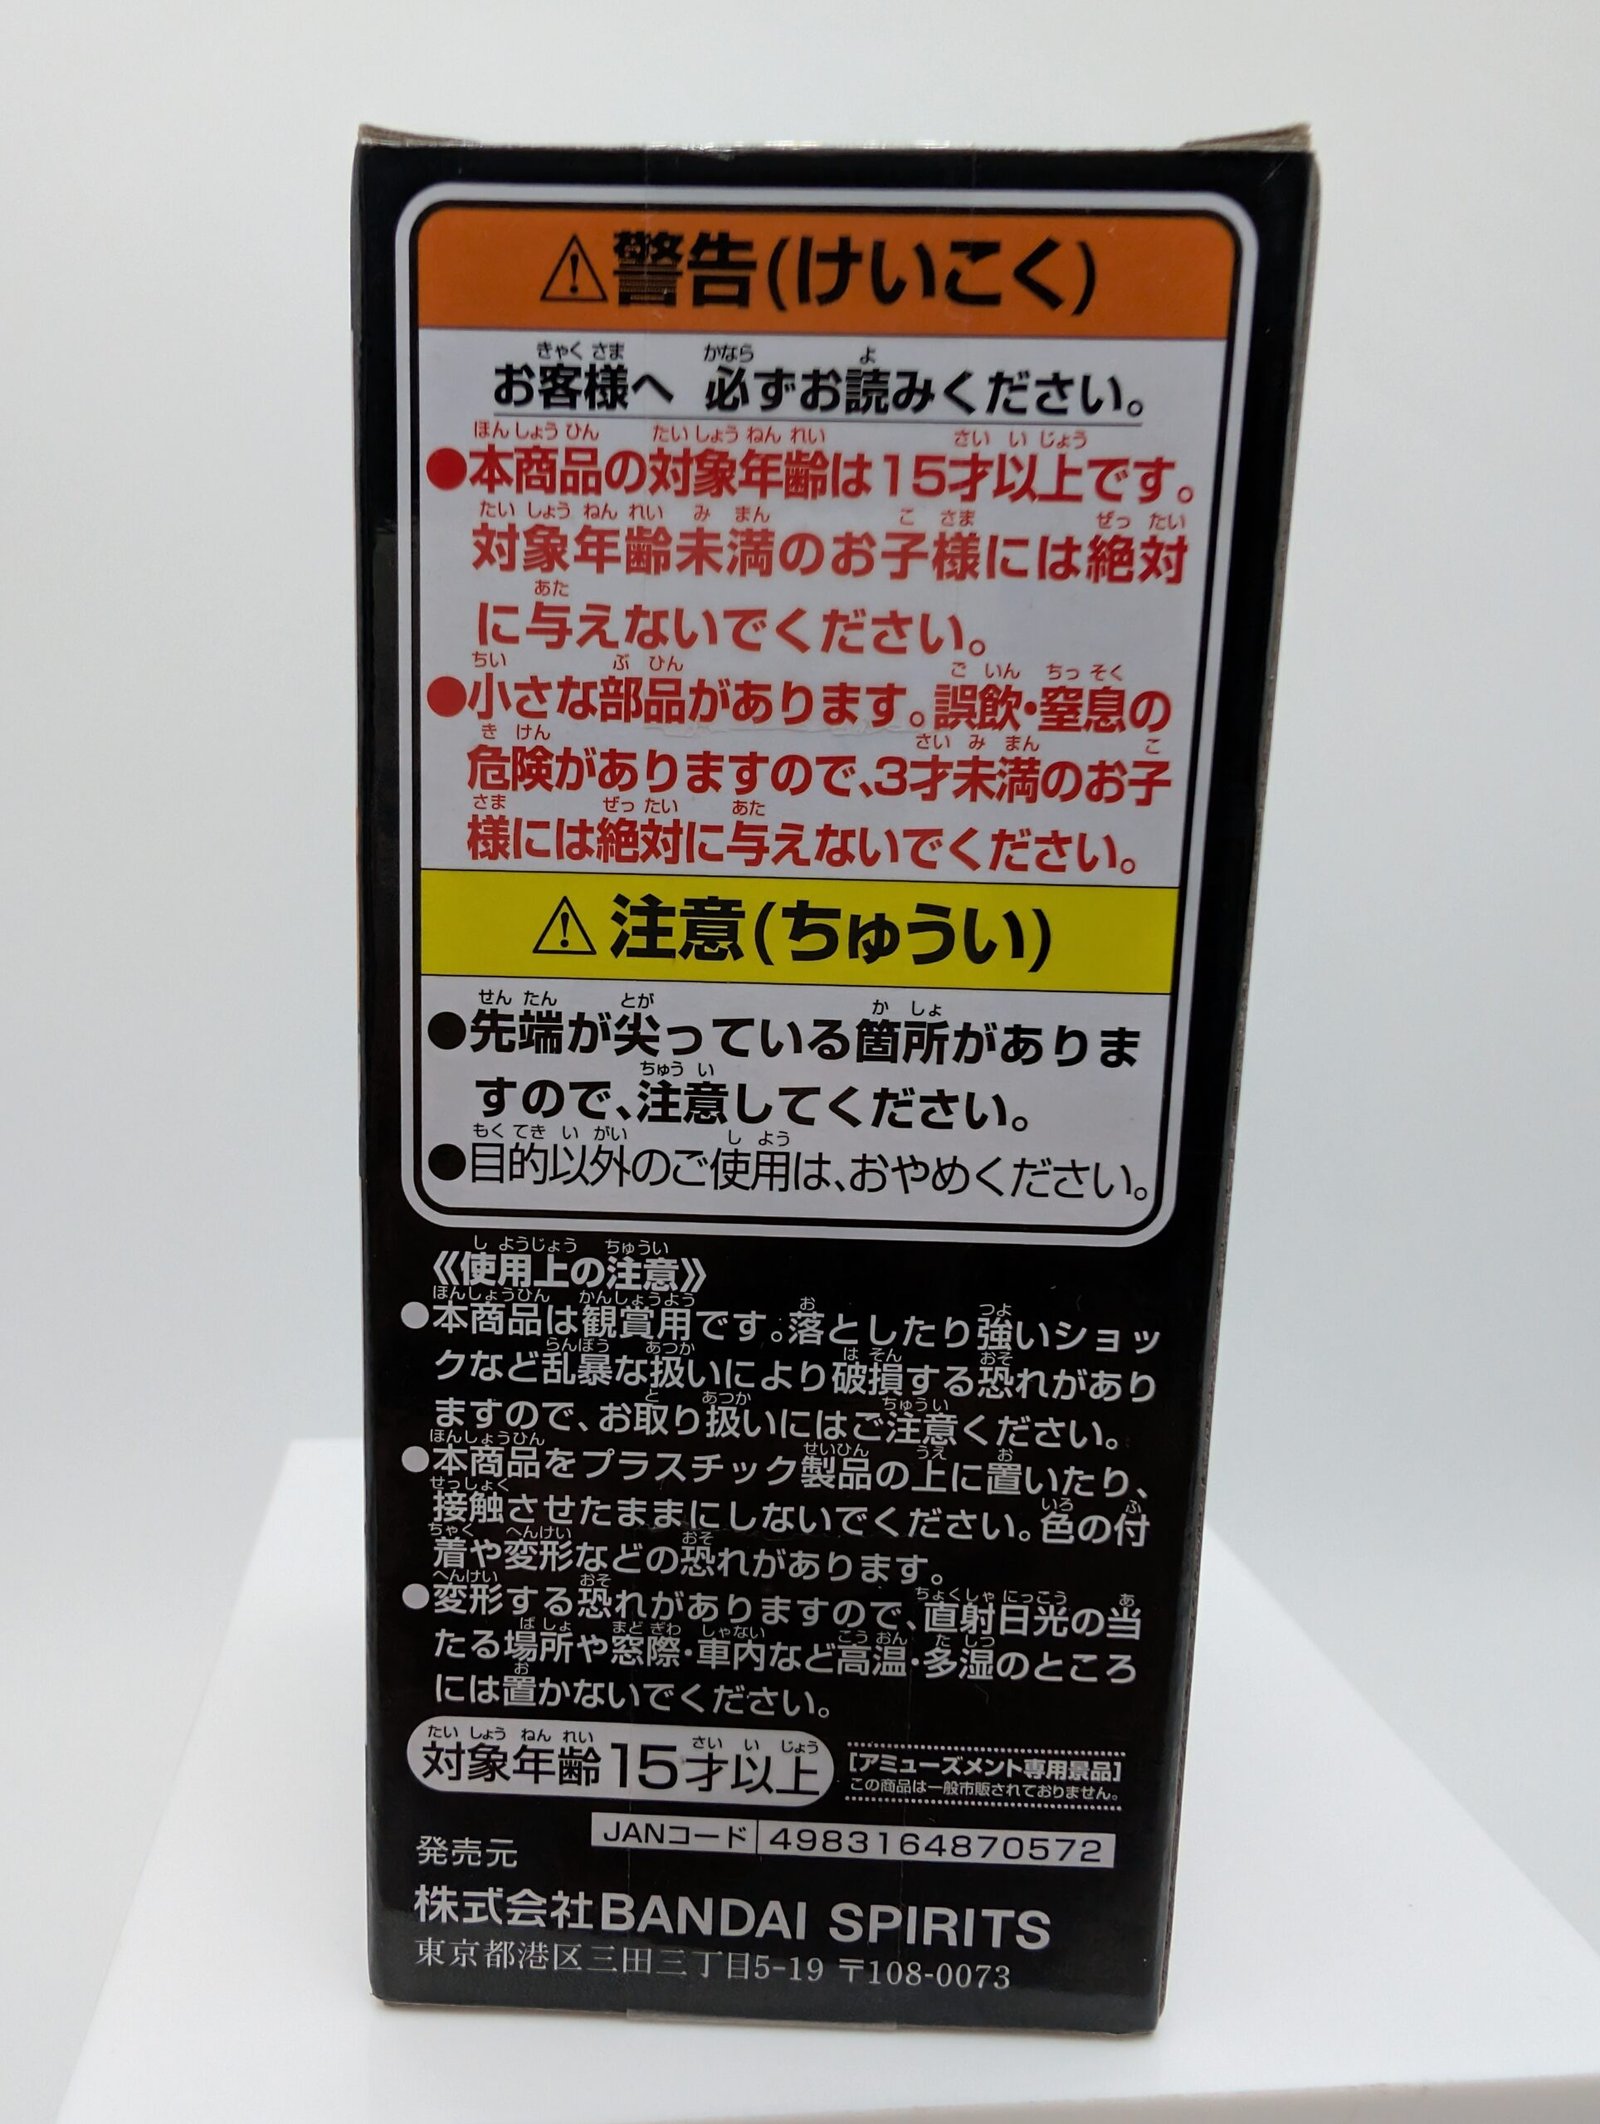 ⚠警告(けいこく)
お客様へ 必ずお読みください。
●本商品の対象年齢は15才以上です。
対象年齢未満のお子様には絶対
に与えないでください。
●小さな部品があります。誤飲・窒息の
危険がありますので、3才未満のお子
様には絶対に与えないでください。
⚠注意(ちゅうい)
●先端が尖っている箇所がありま
すので、注意してください。
●目的以外のご使用は、おやめください。
《使用上の注意》
●本商品は観賞用です。落としたり強いショッ
クなど乱暴な扱いにより破損する恐れがあり
ますので、お取り扱いにはご注意ください。
●本商品をプラスチック製品の上に置いたり、
接触させたままにしないでください。色の付
着や変形などの恐れがあります。
●変形する恐れがありますので、直射日光の当
たる場所や窓際・車内など高温・多湿のところ
には置かないでください。
対象年齢15才以上
[アミューズメント専用景品]
この商品は一般市販されておりません。
JANコード 4983164870572
発売元
株式会社BANDAI SPIRITS
東京都港区三田三丁目5-19 〒108-0073